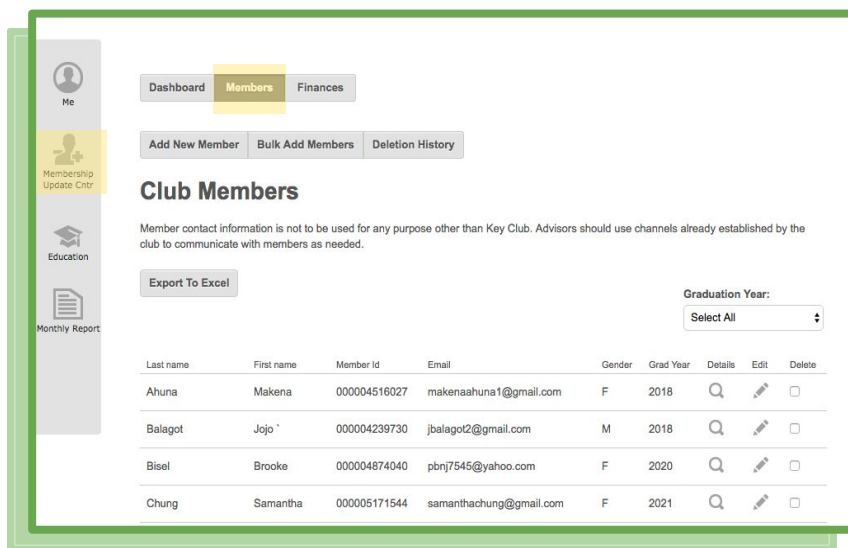 Me
Membership
Update Cntr
Education
Monthly Report
Dashboard Members Finances
Add New Member Bulk Add Members Deletion History
Club Members
Member contact information is not to be used for any purpose other than Key Club. Advisors should use channels already established by the
club to communicate with members as needed.
Export To Excel
Graduation Year:
Select All
Last name First name Member Id Email Gender Grad Year Details Edit Delete
Ahuna Makena 000004516027 makenaahuna1@gmail.com F 2018
Balagot Jojo ` 000004239730 jbalagot2@gmail.com M 2018
Bisel Brooke 000004874040 pbnj7545@yahoo.com F 2020
Chung Samantha 000005171544 samanthachung@gmail.com F 2021